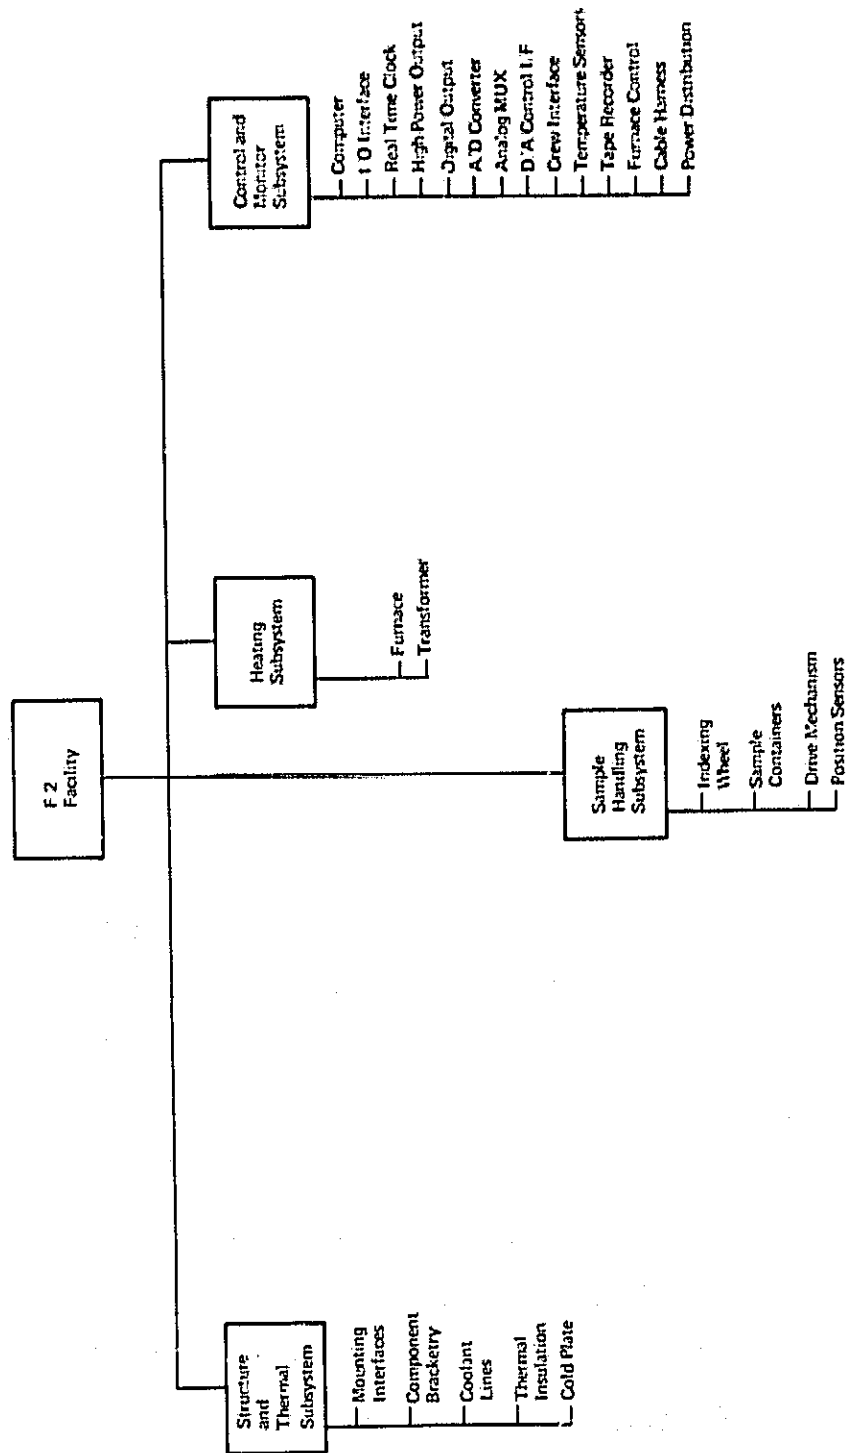 F 2
Facility
Structure
and
Thermal
Subsystem
Mounting
Interfaces
Component
Bracketry
Coolant
Lines
Thermal
Insulation
Cold Plate
Sample
Handling
Subsystem
Indexing
Wheel
Sample
Containers
Drive Mechanism
Position Sensors
Heating
Subsystem
Furnace
Transformer
Control and
Monitor
Subsystem
Computer
I O Interface
Real Time Clock
High Power Output
Digital Output
A/D Converter
Analog MUX
D/A Control I/F
Crew Interface
Temperature Sensors
Tape Recorder
Furnace Control
Cable Harness
Power Distribution